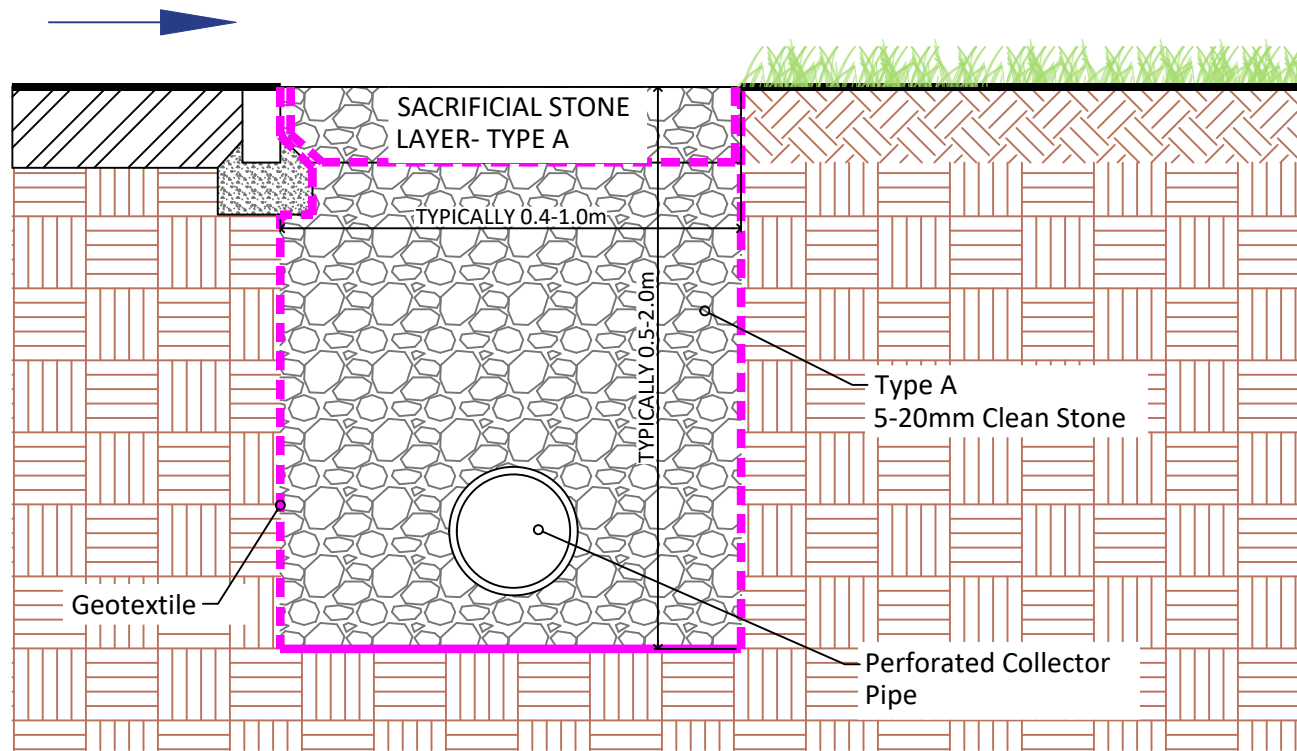 SACRIFICIAL STONE
LAYER- TYPE A
TYPICALLY 0.4-1.0m
TYPICALLY 0.5-2.0m
Type A
5-20mm Clean Stone
Geotextile
Perforated Collector
Pipe